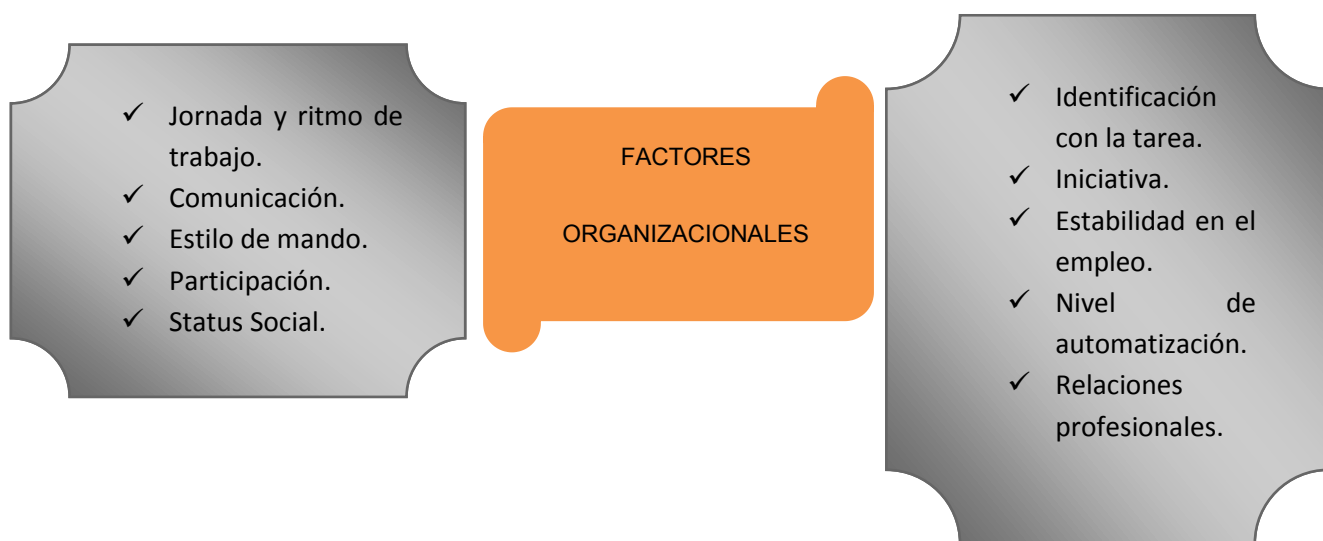 ✓ Jornada y ritmo de
trabajo.
✓ Comunicación.
✓ Estilo de mando.
✓ Participación.
✓ Status Social.
FACTORES
ORGANIZACIONALES
✓ Identificación
con la tarea.
✓ Iniciativa.
✓ Estabilidad en el
empleo.
✓ Nivel de
automatización.
✓ Relaciones
profesionales.